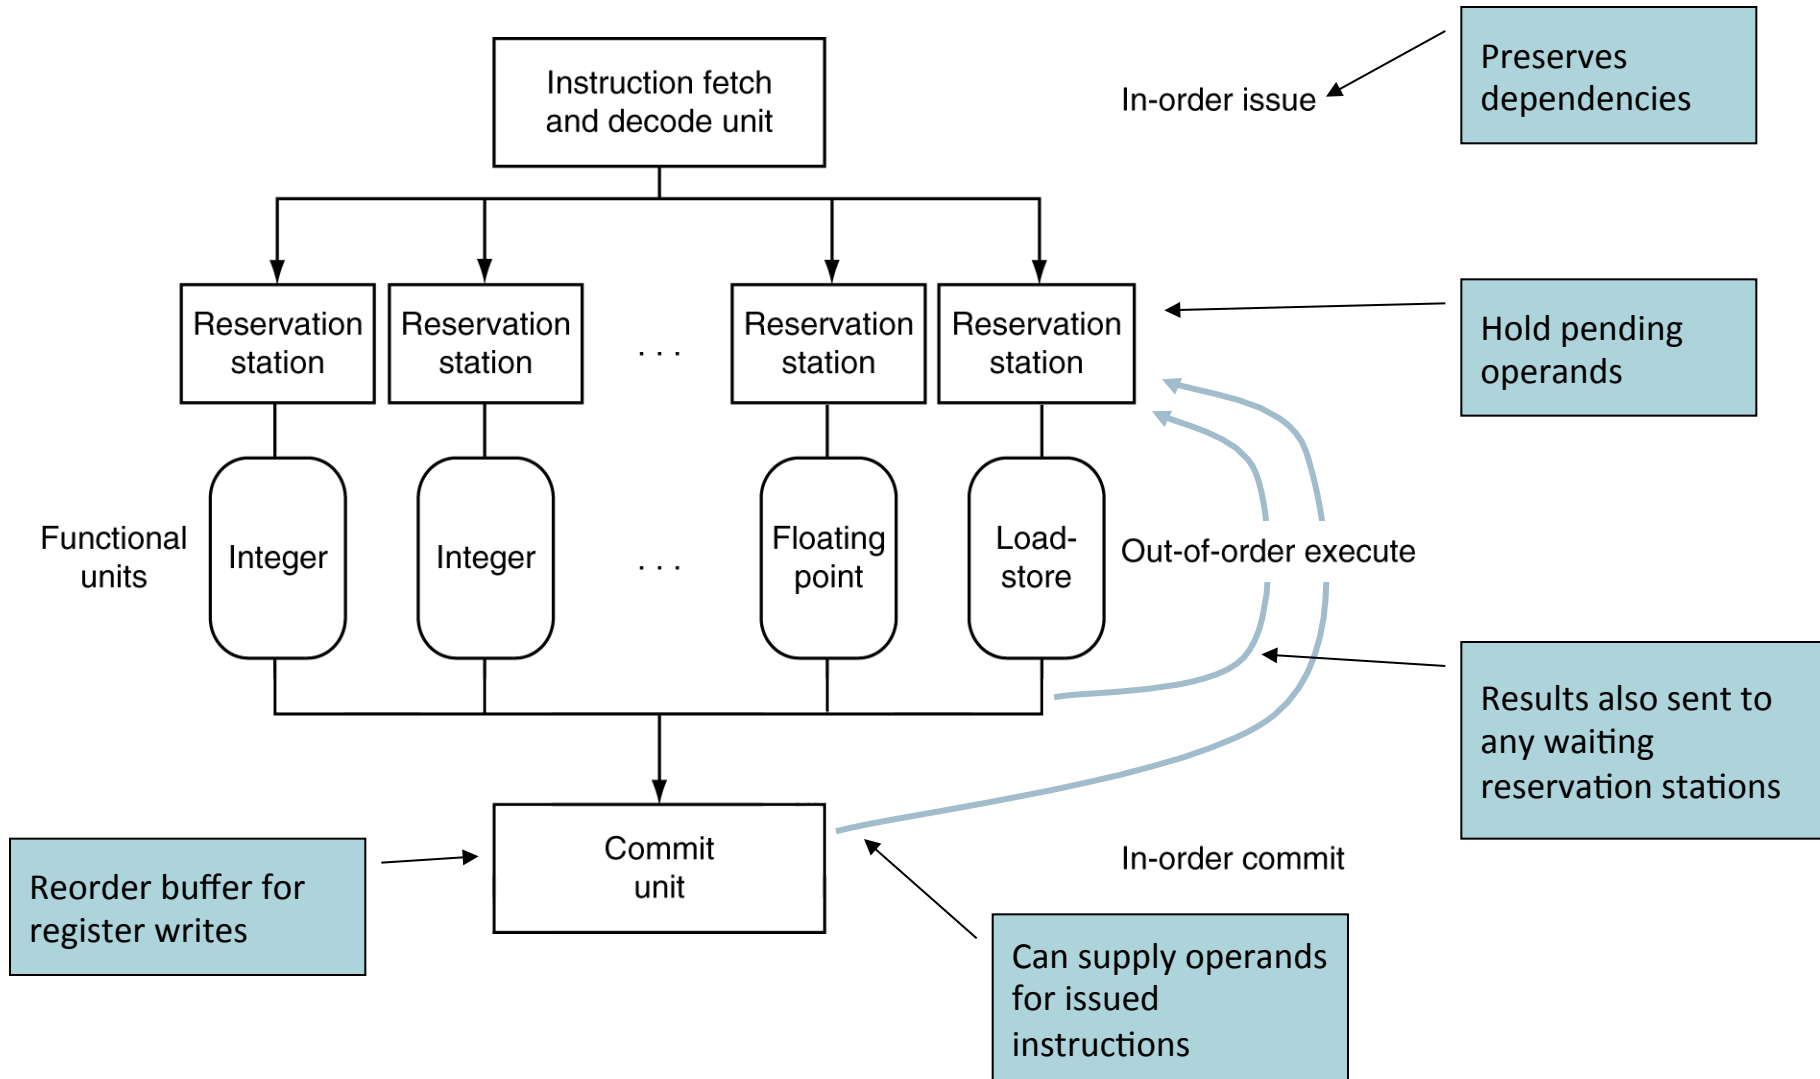 Instruction fetch
and decode unit
In-order issue
Preserves
dependencies
Reservation
station
Reservation
station
. . .
Reservation
station
Reservation
station
Hold pending
operands
Functional
units
Integer
Integer
. . .
Floating
point
Load-
store
Out-of-order execute
Results also sent to
any waiting
reservation stations
Commit
unit
In-order commit
Reorder buffer for
register writes
Can supply operands
for issued
instructions